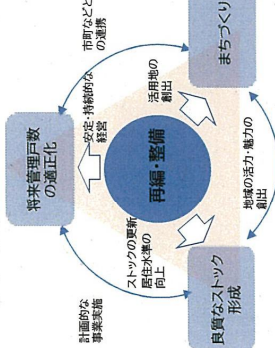 将来管理戸数
の適正化
市町などと
の連携
計画的な
事業実施
安定・持続的な
経営
再編・整備
ストックの更新
居住水準の
向上
活用地の
創出
良質なストック
形成
まちづくり
地域の活力・魅力の
創出